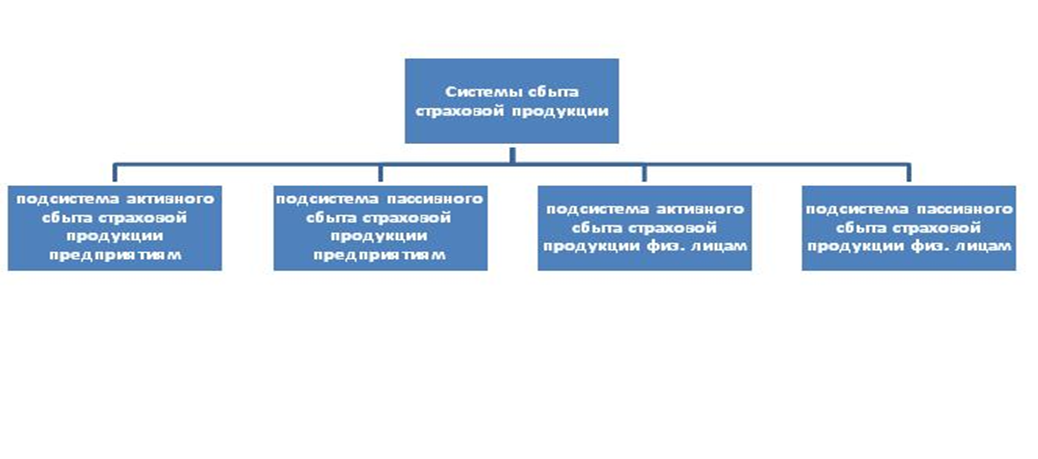 Системы сбыта
страховой продукции
подсистема активного
сбыта страховой
продукции
предприятиям
подсистема пассивного
сбыта страховой
продукции
предприятиям
подсистема активного
сбыта страховой
продукции физ. лицам
подсистема пассивного
сбыта страховой
продукции физ. лицам